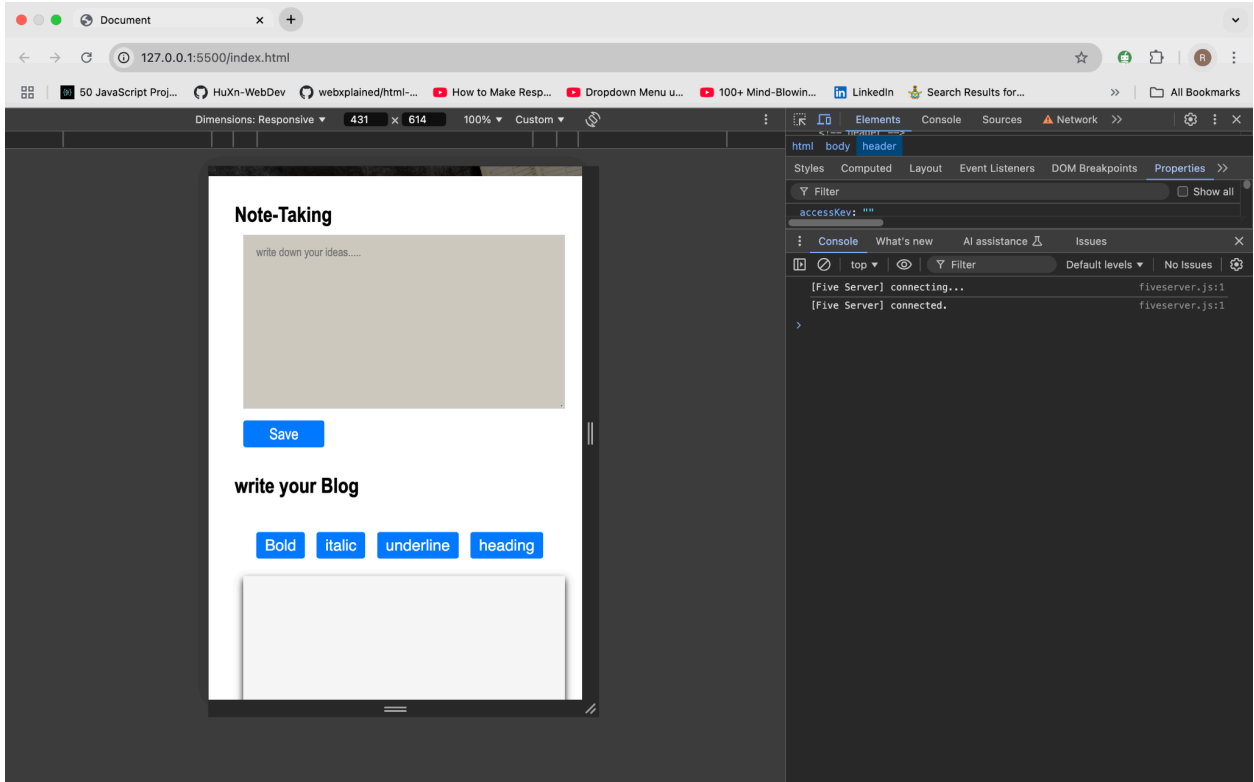 Document
127.0.0.1:5500/index.html
50 JavaScript Proj... HuXn-WebDev webxplained/html-... How to Make Resp... Dropdown Menu u... 100+ Mind-Blowin... LinkedIn Search Results for... All Bookmarks
Dimensions: Responsive 431 x 614 100% Custom
Elements Console Sources Network
<!-- header -->
html body header
Styles Computed Layout Event Listeners DOM Breakpoints Properties
Filter Show all
accessKey: ""
Console What's new AI assistance Issues
top Filter Default levels No Issues
[Five Server] connecting... fiveserver.js:1
[Five Server] connected. fiveserver.js:1
Note-Taking
write down your ideas.....
Save
write your Blog
Bold italic underline heading